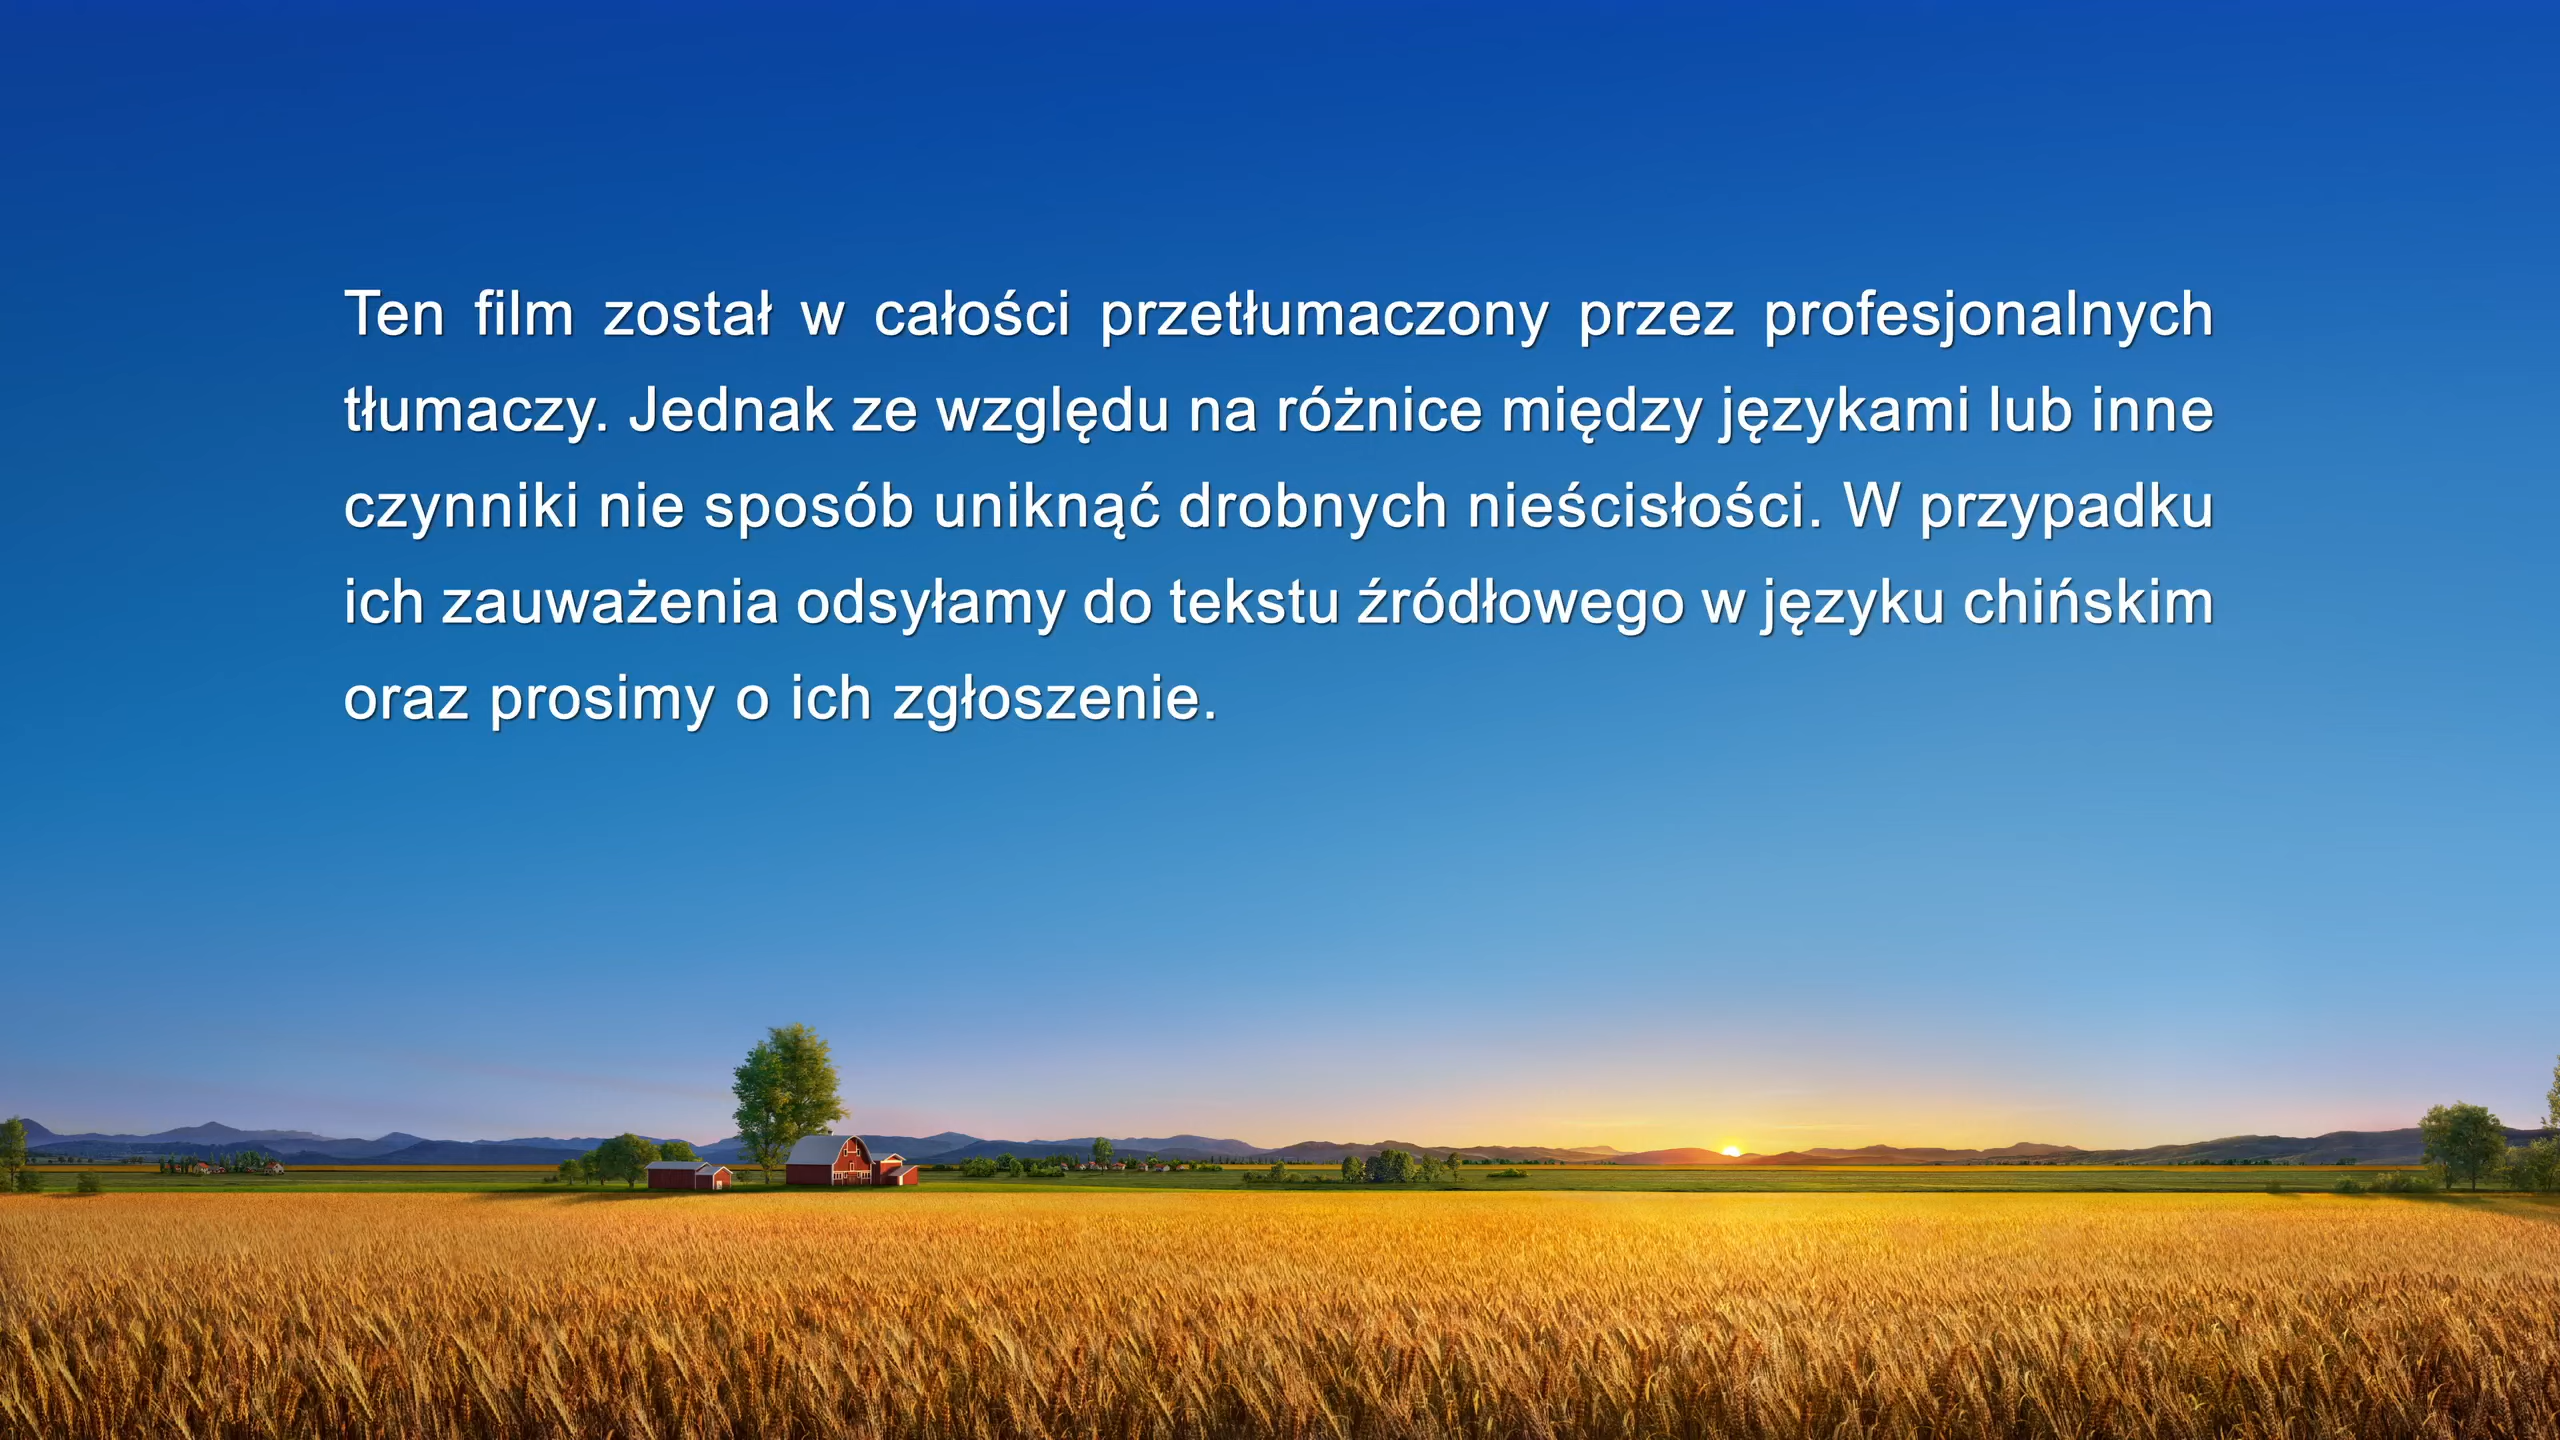 Ten film został w całości przetłumaczony przez profesjonalnych
tłumaczy. Jednak ze względu na różnice między językami lub inne
czynniki nie sposób uniknąć drobnych nieścisłości. W przypadku
ich zauważenia odsyłamy do tekstu źródłowego w języku chińskim
oraz prosimy o ich zgłoszenie.